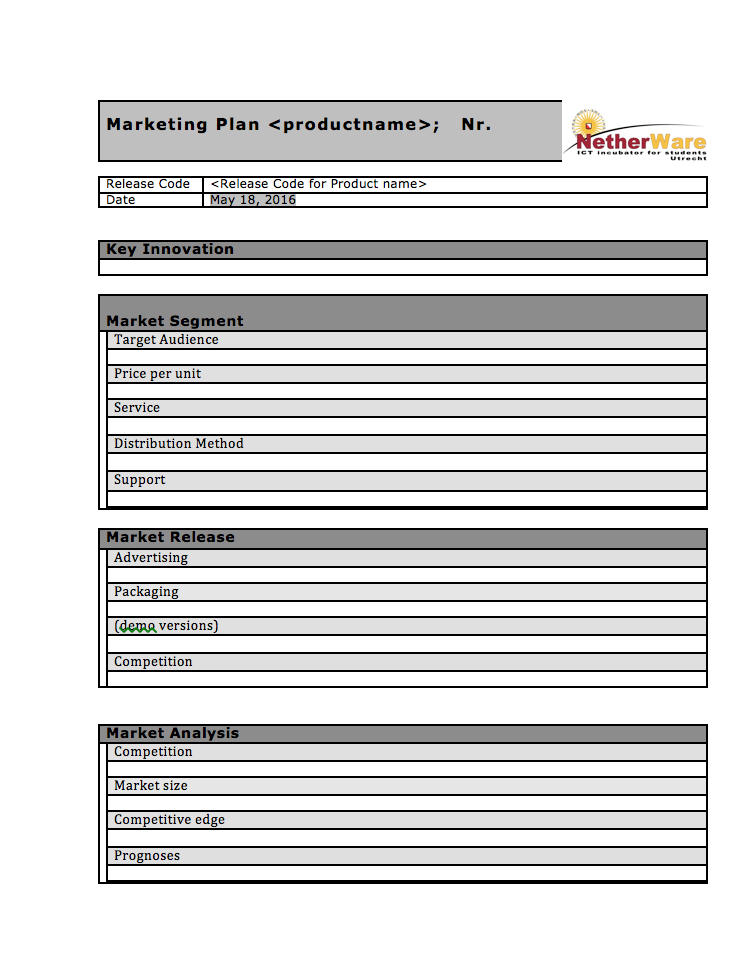 Marketing Plan <productname>; Nr.
NetherWare
ICT incubator for students
Utrecht
Release Code <Release Code for Product name>
Date May 18, 2016
Key Innovation
Market Segment
Target Audience
Price per unit
Service
Distribution Method
Support
Market Release
Advertising
Packaging
(demo versions)
Competition
Market Analysis
Competition
Market size
Competitive edge
Prognoses